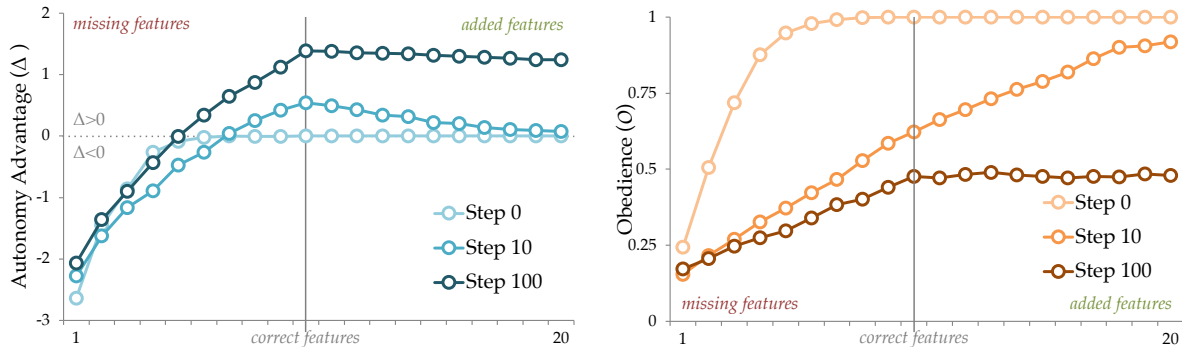 missing features
added features
Autonomy Advantage (Δ )
1
0
-1
-2
-3
Δ>0
Δ<0
Step 0
Step 10
Step 100
1
correct features
20
Obedience (O)
1
0.75
0.5
0.25
0
Step 0
Step 10
Step 100
missing features
added features
1
correct features
20